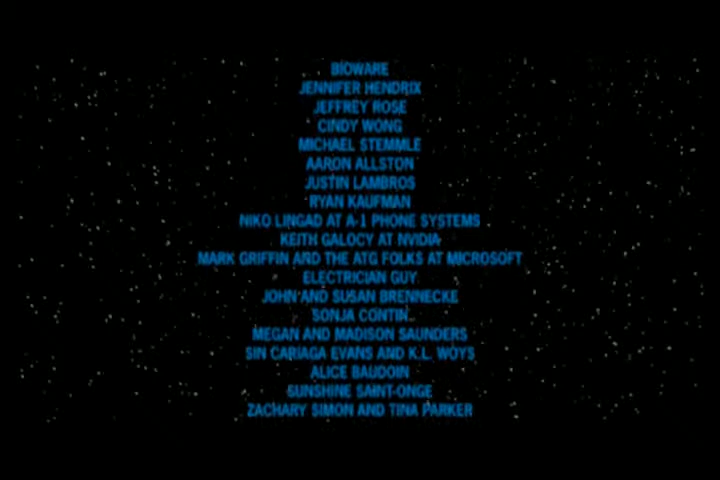 BIOWARE
JENNIFER HENDRIX
JEFFREY ROSE
CINDY WONG
MICHAEL STEMMLE
AARON ALLSTON
JUSTIN LAMBROS
RYAN KAUFMAN
NIKO LINGAD AT A-1 PHONE SYSTEMS
KEITH GALOCY AT NVIDIA
MARK GRIFFIN AND THE ATG FOLKS AT MICROSOFT
ELECTRICIAN GUY
JOHN AND SUSAN BRENNECKE
SONJA CONTIN
MEGAN AND MADISON SAUNDERS
SIN CARIAGA EVANS AND K.L. WOYS
ALICE BAUDOIN
SUNSHINE SAINT-ONGE
ZACHARY SIMON AND TINA PARKER